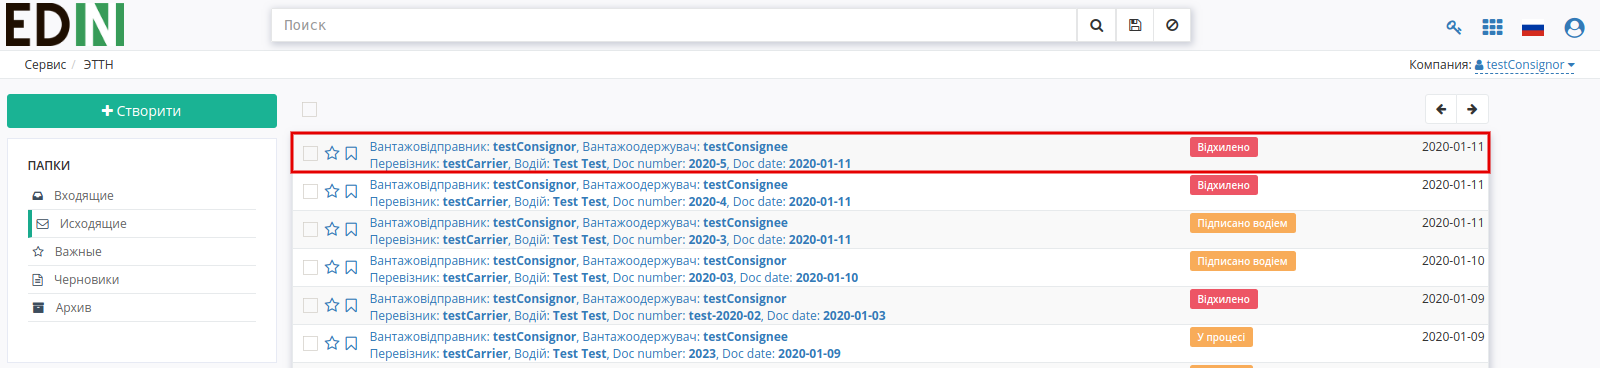 EDIN
Поиск
Сервис / ЭТТН
Компания: testConsignor
Створити
ПАПКИ
Входящие
Исходящие
Важные
Черновики
Архив
Вантажовідправник: testConsignor, Вантажоодержувач: testConsignee
Перевізник: testCarrier, Водій: Test Test, Doc number: 2020-5, Doc date: 2020-01-11
Відхилено
2020-01-11
Вантажовідправник: testConsignor, Вантажоодержувач: testConsignee
Перевізник: testCarrier, Водій: Test Test, Doc number: 2020-4, Doc date: 2020-01-11
Відхилено
2020-01-11
Вантажовідправник: testConsignor, Вантажоодержувач: testConsignee
Перевізник: testCarrier, Водій: Test Test, Doc number: 2020-3, Doc date: 2020-01-11
Підписано водієм
2020-01-11
Вантажовідправник: testConsignor, Вантажоодержувач: testConsignor
Перевізник: testCarrier, Водій: Test Test, Doc number: 2020-03, Doc date: 2020-01-10
Підписано водієм
2020-01-10
Вантажовідправник: testConsignor, Вантажоодержувач: testConsignor
Перевізник: testCarrier, Водій: Test Test, Doc number: test-2020-02, Doc date: 2020-01-03
Відхилено
2020-01-09
Вантажовідправник: testConsignor, Вантажоодержувач: testConsignee
Перевізник: testCarrier, Водій: Test Test, Doc number: 2023, Doc date: 2020-01-09
У процесі
2020-01-09